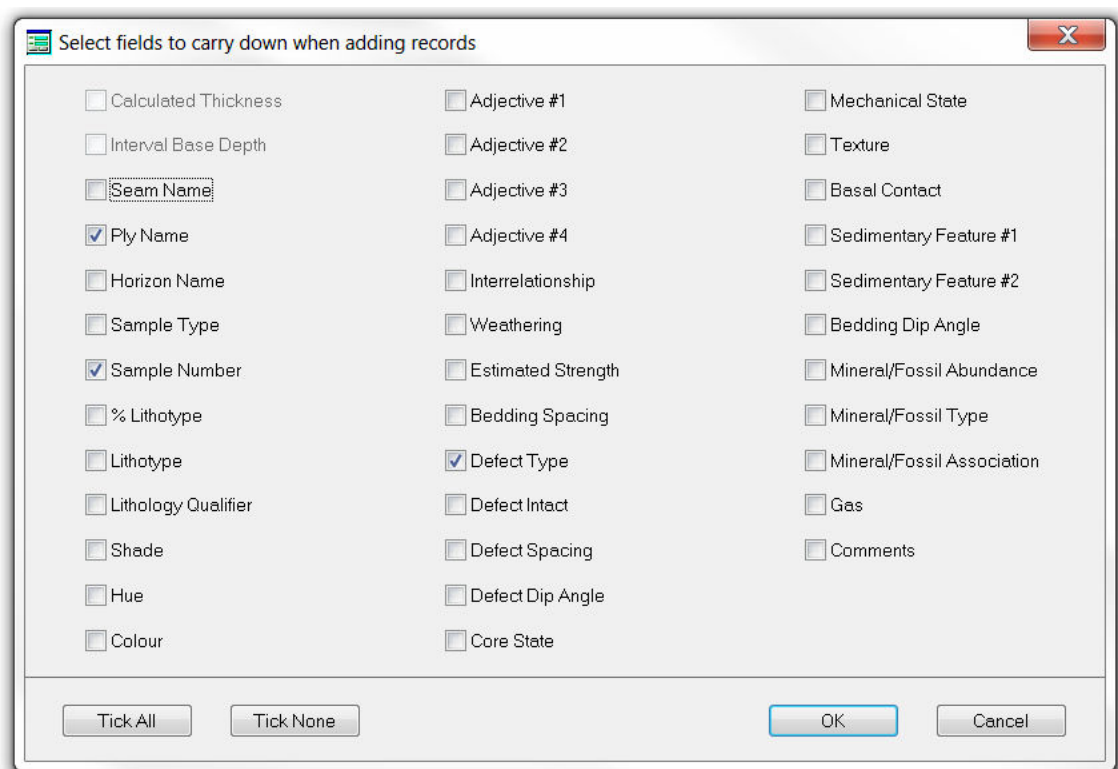 Select fields to carry down when adding records
Calculated Thickness
Interval Base Depth
Seam Name
Ply Name
Horizon Name
Sample Type
Sample Number
% Lithotype
Lithotype
Lithology Qualifier
Shade
Hue
Colour
Adjective #1
Adjective #2
Adjective #3
Adjective #4
Interrelationship
Weathering
Estimated Strength
Bedding Spacing
Defect Type
Defect Intact
Defect Spacing
Defect Dip Angle
Core State
Mechanical State
Texture
Basal Contact
Sedimentary Feature #1
Sedimentary Feature #2
Bedding Dip Angle
Mineral/Fossil Abundance
Mineral/Fossil Type
Mineral/Fossil Association
Gas
Comments
Tick All
Tick None
OK
Cancel